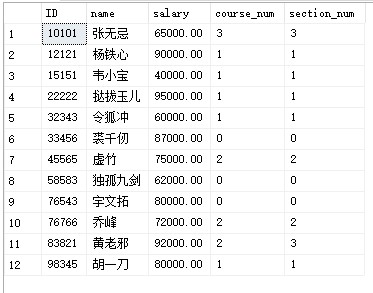 ID name salary course_num section_num
1 10101 张无忌 65000.00 3 3
2 12121 杨铁心 90000.00 1 1
3 15151 韦小宝 40000.00 1 1
4 22222 挞拔玉儿 95000.00 1 1
5 32343 令狐冲 60000.00 1 1
6 33456 裘千仞 87000.00 0 0
7 45565 虚竹 75000.00 2 2
8 58583 独孤九剑 62000.00 0 0
9 76543 宇文拓 80000.00 0 0
10 76766 乔峰 72000.00 2 2
11 83821 黄老邪 92000.00 2 3
12 98345 胡一刀 80000.00 1 1